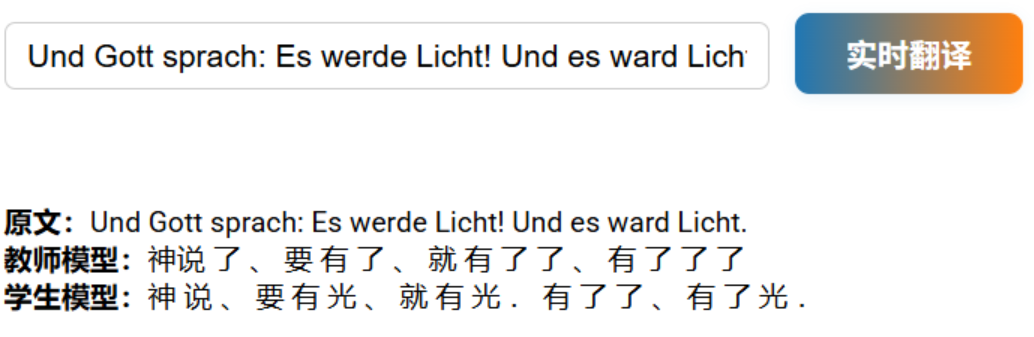 Und Gott sprach: Es werde Licht! Und es ward Lich
实时翻译
原文：Und Gott sprach: Es werde Licht! Und es ward Licht.
教师模型：神说 了 、 要 有 了 、 就 有 了 了 、 有 了 了 了
学生模型：神 说 、 要 有 光 、 就 有 光 ． 有 了 了 、 有 了 光 ．